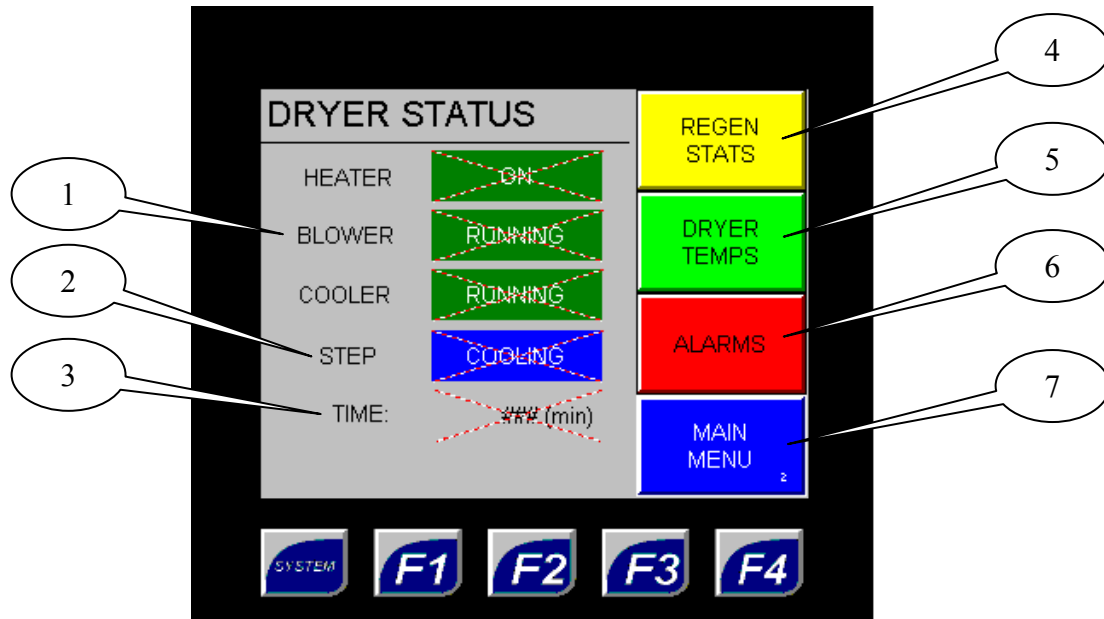 DRYER STATUS
HEATER ON
BLOWER RUNNING
COOLER RUNNING
STEP COOLING
TIME: ### (min)
REGEN
STATS
DRYER
TEMPS
ALARMS
MAIN
MENU
2
SYSTEM F1 F2 F3 F4
1
2
3
4
5
6
7